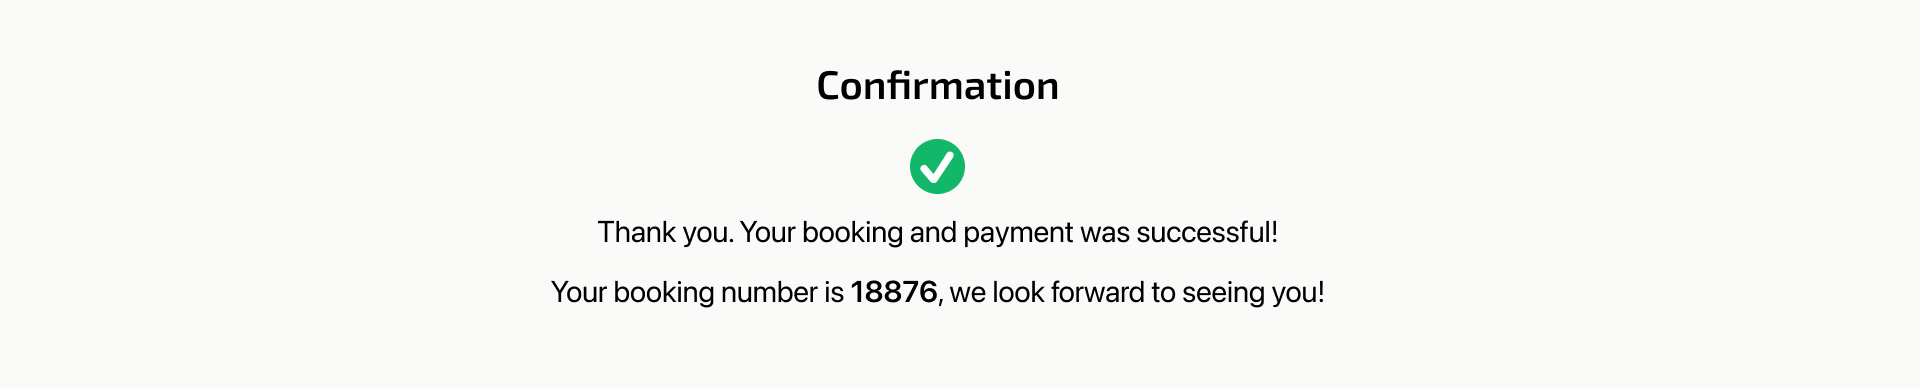 Confirmation
Thank you. Your booking and payment was successful!
Your booking number is 18876, we look forward to seeing you!